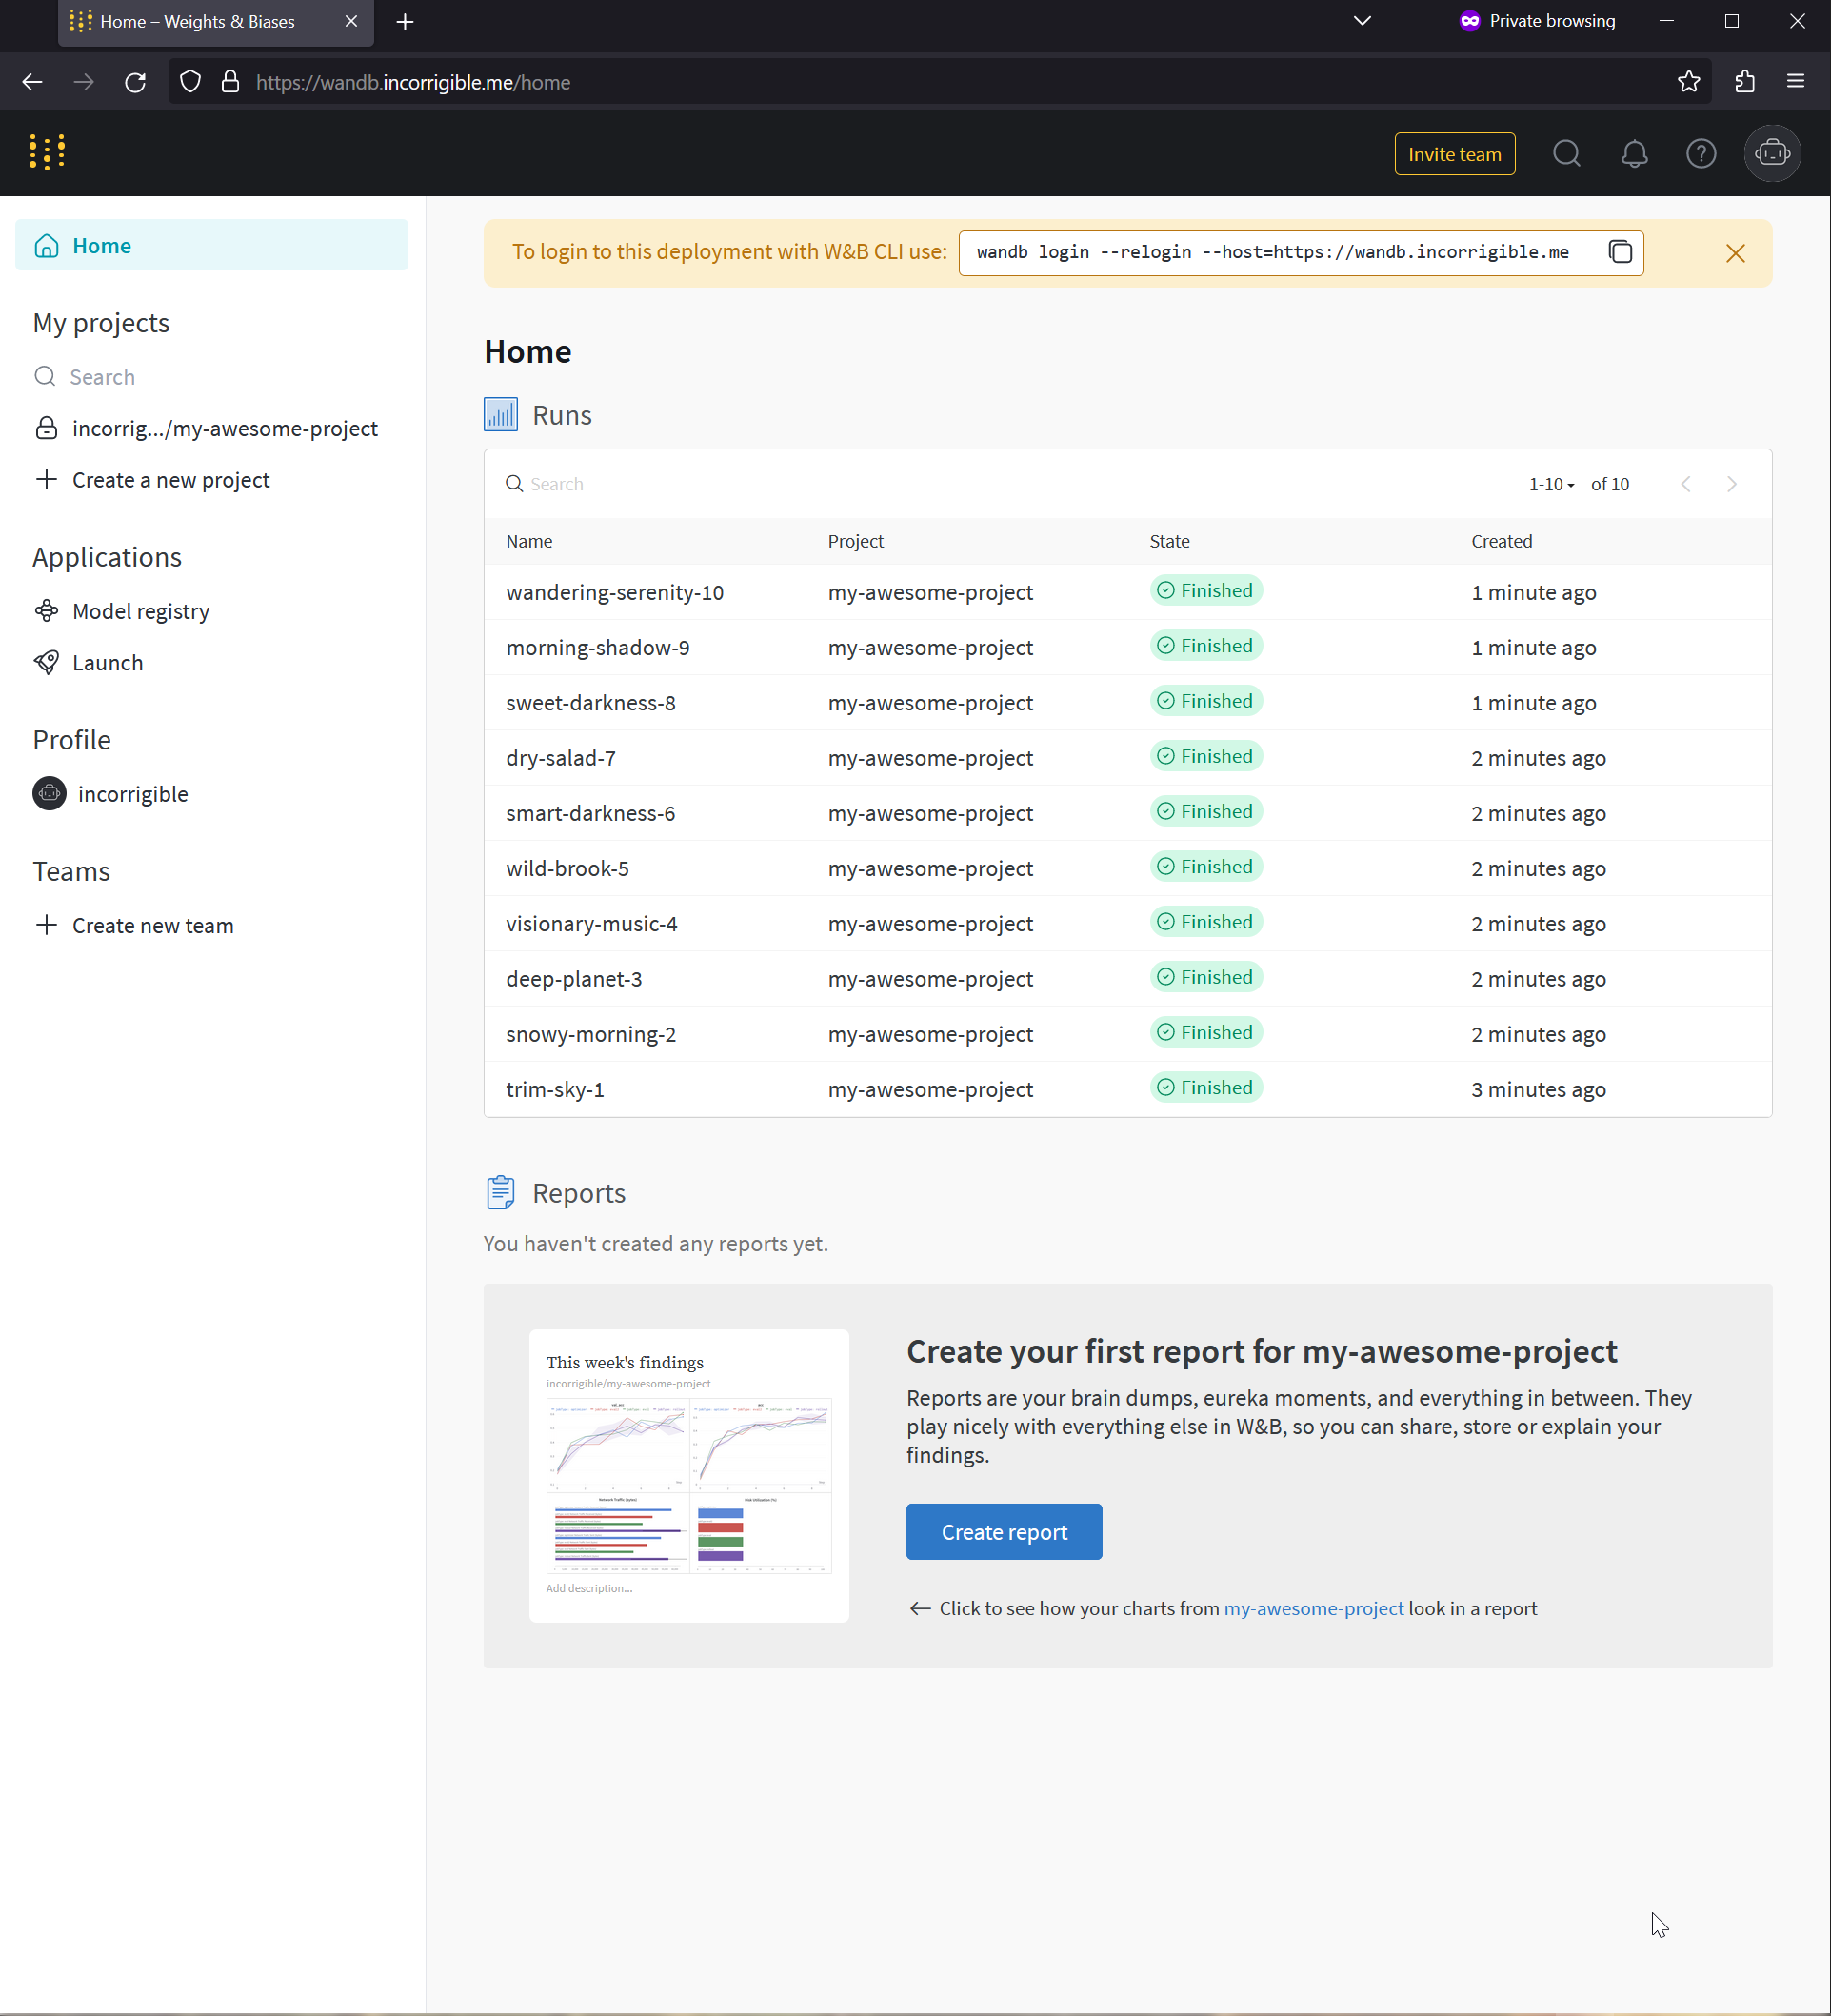 Home – Weights & Biases
Private browsing
https://wandb.incorrigible.me/home
Invite team
Home
My projects
Search
incorrig.../my-awesome-project
Create a new project
Applications
Model registry
Launch
Profile
incorrigible
Teams
Create new team
To login to this deployment with W&B CLI use: wandb login --relogin --host=https://wandb.incorrigible.me
Home
Runs
Search 1-10 of 10
Name Project State Created
wandering-serenity-10 my-awesome-project Finished 1 minute ago
morning-shadow-9 my-awesome-project Finished 1 minute ago
sweet-darkness-8 my-awesome-project Finished 1 minute ago
dry-salad-7 my-awesome-project Finished 2 minutes ago
smart-darkness-6 my-awesome-project Finished 2 minutes ago
wild-brook-5 my-awesome-project Finished 2 minutes ago
visionary-music-4 my-awesome-project Finished 2 minutes ago
deep-planet-3 my-awesome-project Finished 2 minutes ago
snowy-morning-2 my-awesome-project Finished 2 minutes ago
trim-sky-1 my-awesome-project Finished 3 minutes ago
Reports
You haven't created any reports yet.
This week's findings
incorrigible/my-awesome-project
Network Traffic (bytes) Disk Utilization (%)
Add description...
Create your first report for my-awesome-project
Reports are your brain dumps, eureka moments, and everything in between. They
play nicely with everything else in W&B, so you can share, store or explain your
findings.
Create report
← Click to see how your charts from my-awesome-project look in a report